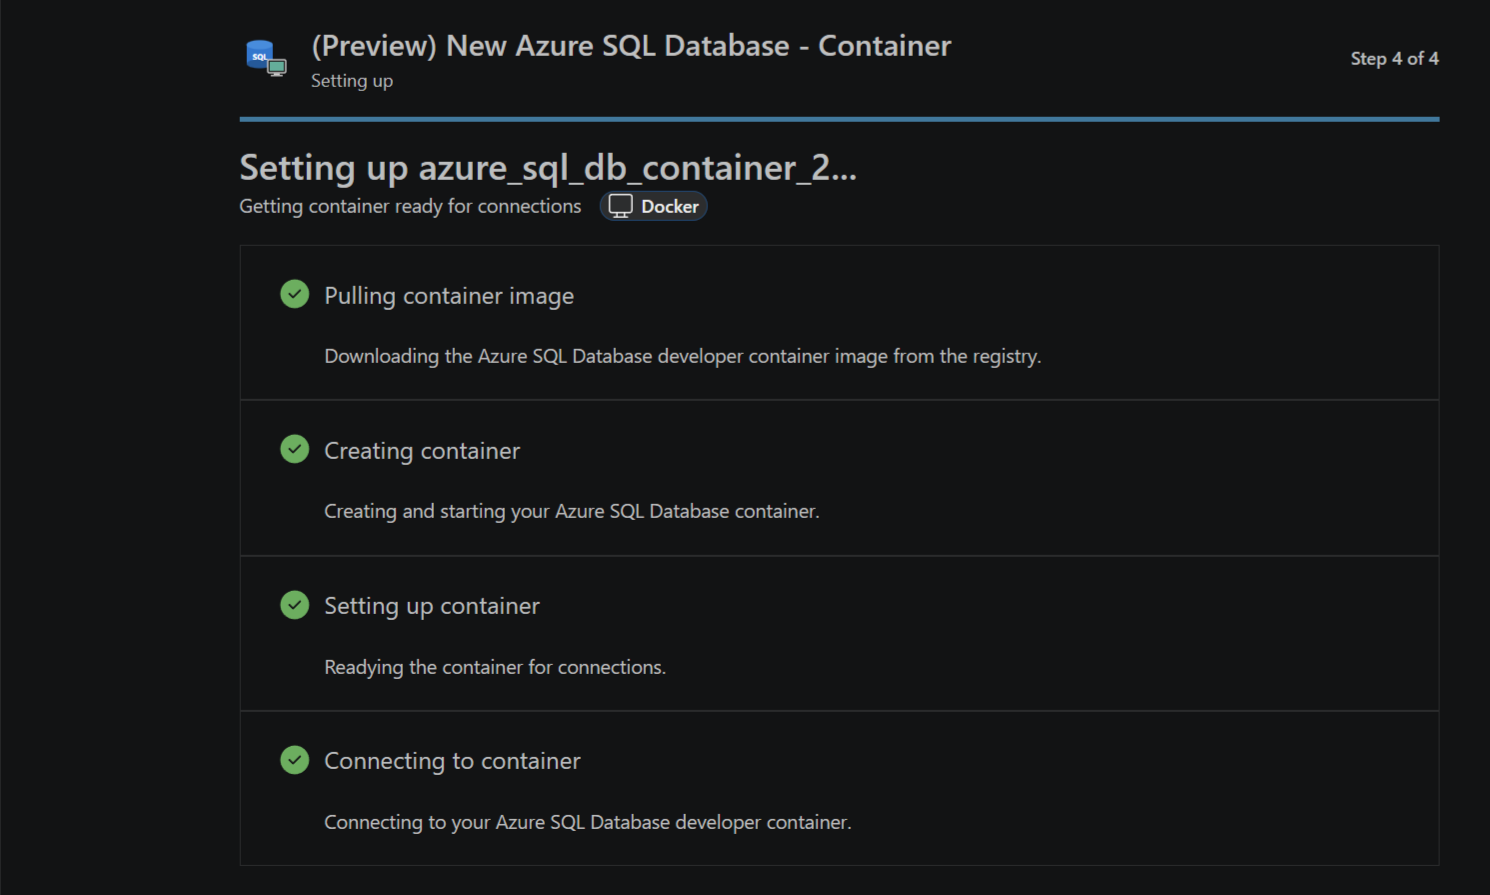 SQL
(Preview) New Azure SQL Database - Container
Setting up
Step 4 of 4
Setting up azure_sql_db_container_2...
Getting container ready for connections
Docker
Pulling container image
Downloading the Azure SQL Database developer container image from the registry.
Creating container
Creating and starting your Azure SQL Database container.
Setting up container
Readying the container for connections.
Connecting to container
Connecting to your Azure SQL Database developer container.